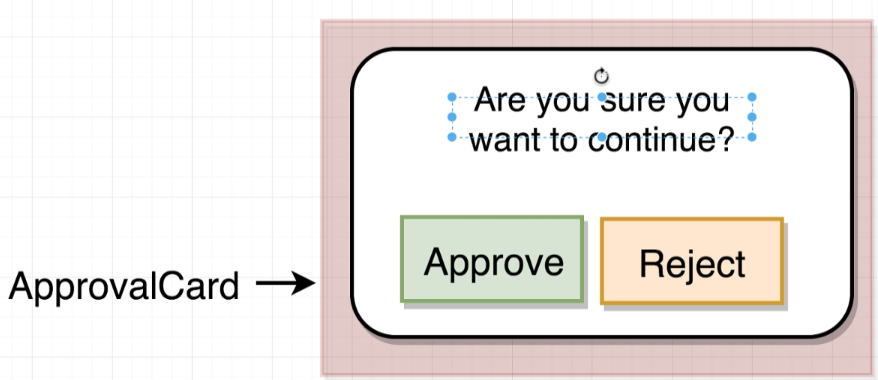 Are you sure you
want to continue?
Approve
Reject
ApprovalCard